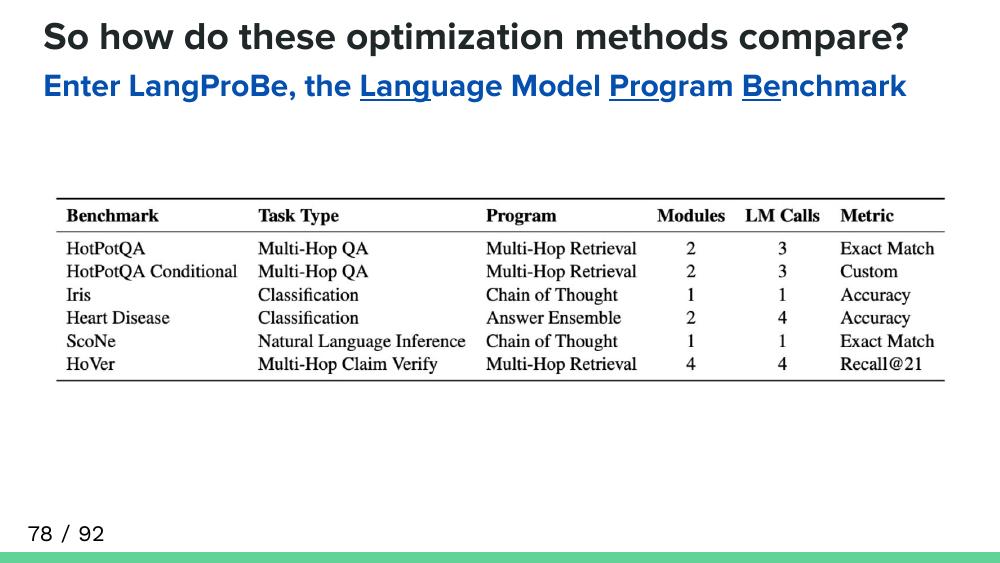 So how do these optimization methods compare?
Enter LangProBe, the Language Model Program Benchmark
Benchmark Task Type Program Modules LM Calls Metric
HotPotQA Multi-Hop QA Multi-Hop Retrieval 2 3 Exact Match
HotPotQA Conditional Multi-Hop QA Multi-Hop Retrieval 2 3 Custom
Iris Classification Chain of Thought 1 1 Accuracy
Heart Disease Classification Answer Ensemble 2 4 Accuracy
ScoNe Natural Language Inference Chain of Thought 1 1 Exact Match
HoVer Multi-Hop Claim Verify Multi-Hop Retrieval 4 4 Recall@21
78 / 92